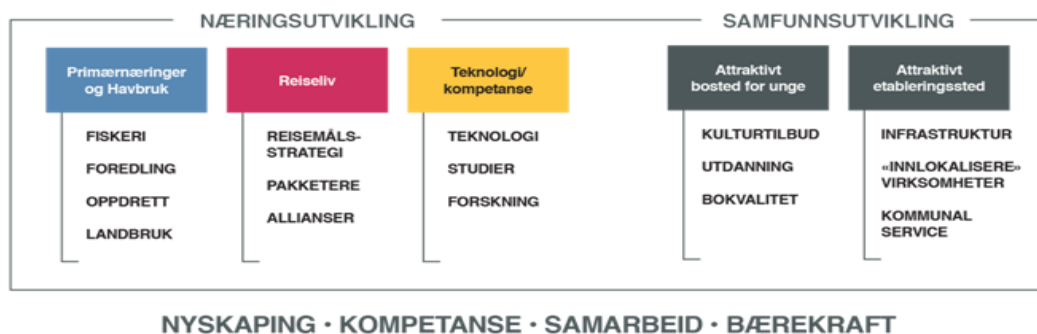 NÆRINGSUTVIKLING
SAMFUNNSUTVIKLING
Primærnæringer
og Havbruk
FISKERI
FOREDLING
OPPDRETT
LANDBRUK
Reiseliv
REISEMÅLS-
STRATEGI
PAKKETERE
ALLIANSER
Teknologi/
kompetanse
TEKNOLOGI
STUDIER
FORSKNING
Attraktivt
bosted for unge
KULTURTILBUD
UTDANNING
BOKVALITET
Attraktivt
etableringssted
INFRASTRUKTUR
«INNLOKALISERE»
VIRKSOMHETER
KOMMUNAL
SERVICE
NYSKAPING · KOMPETANSE · SAMARBEID · BÆREKRAFT